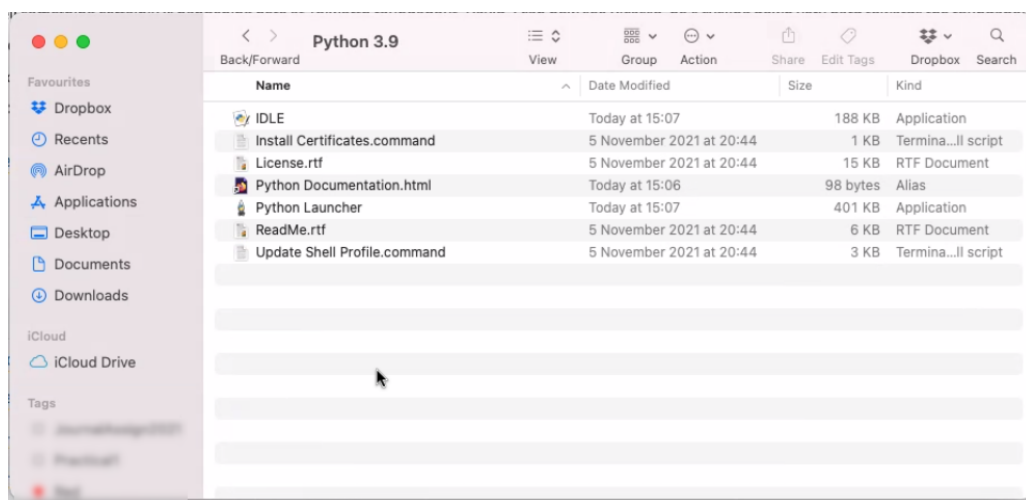 Python 3.9
Back/Forward View Group Action Share Edit Tags Dropbox Search
Favourites
Dropbox
Recents
AirDrop
Applications
Desktop
Documents
Downloads
iCloud
iCloud Drive
Tags
Red
Name Date Modified Size Kind
IDLE Today at 15:07 188 KB Application
Install Certificates.command 5 November 2021 at 20:44 1 KB Termina...ll script
License.rtf 5 November 2021 at 20:44 15 KB RTF Document
Python Documentation.html Today at 15:06 98 bytes Alias
Python Launcher Today at 15:07 401 KB Application
ReadMe.rtf 5 November 2021 at 20:44 6 KB RTF Document
Update Shell Profile.command 5 November 2021 at 20:44 3 KB Termina...ll script